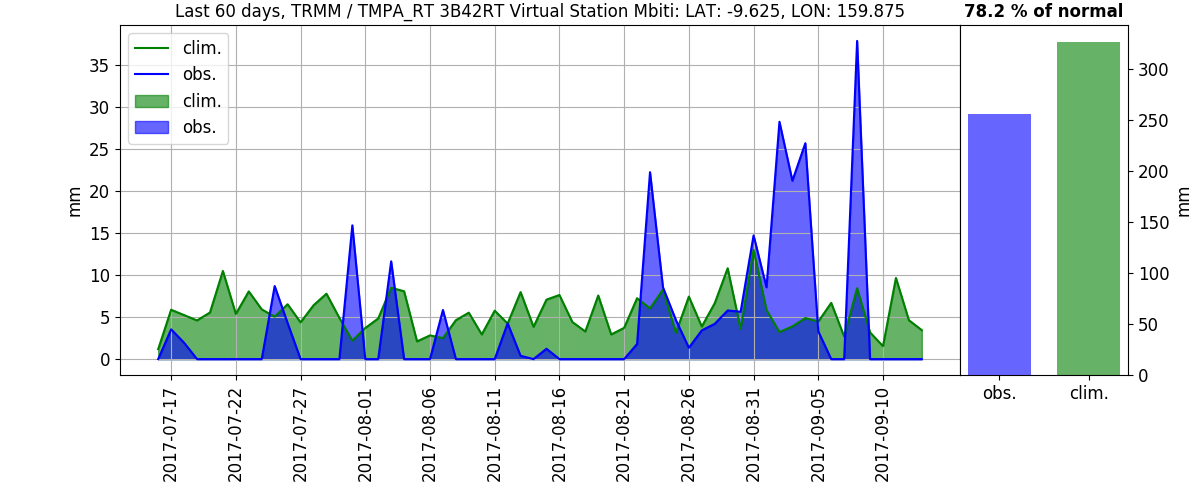 Last 60 days, TRMM / TMPA_RT 3B42RT Virtual Station Mbiti: LAT: -9.625, LON: 159.875
78.2 % of normal
clim.
obs.
clim.
obs.
mm
35
30
25
20
15
10
5
0
2017-07-17
2017-07-22
2017-07-27
2017-08-01
2017-08-06
2017-08-11
2017-08-16
2017-08-21
2017-08-26
2017-08-31
2017-09-05
2017-09-10
300
250
200
150
100
50
0
mm
obs.
clim.